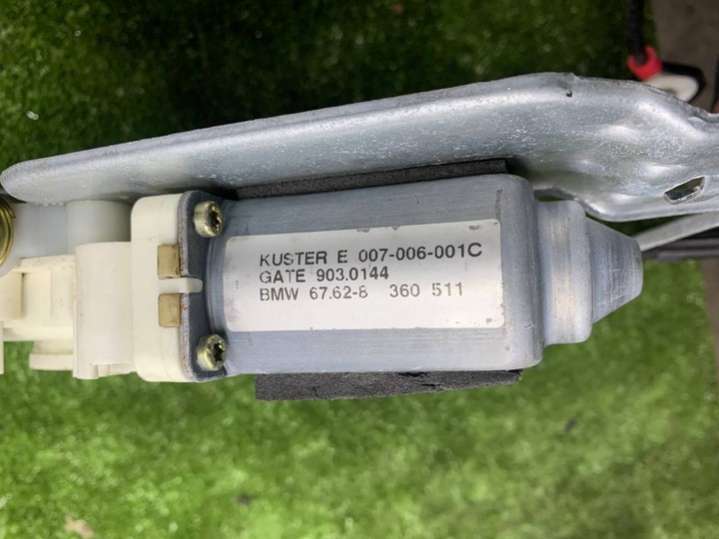 KUSTER E 007-006-001C
GATE 903.0144
BMW 67.62-8 360 511